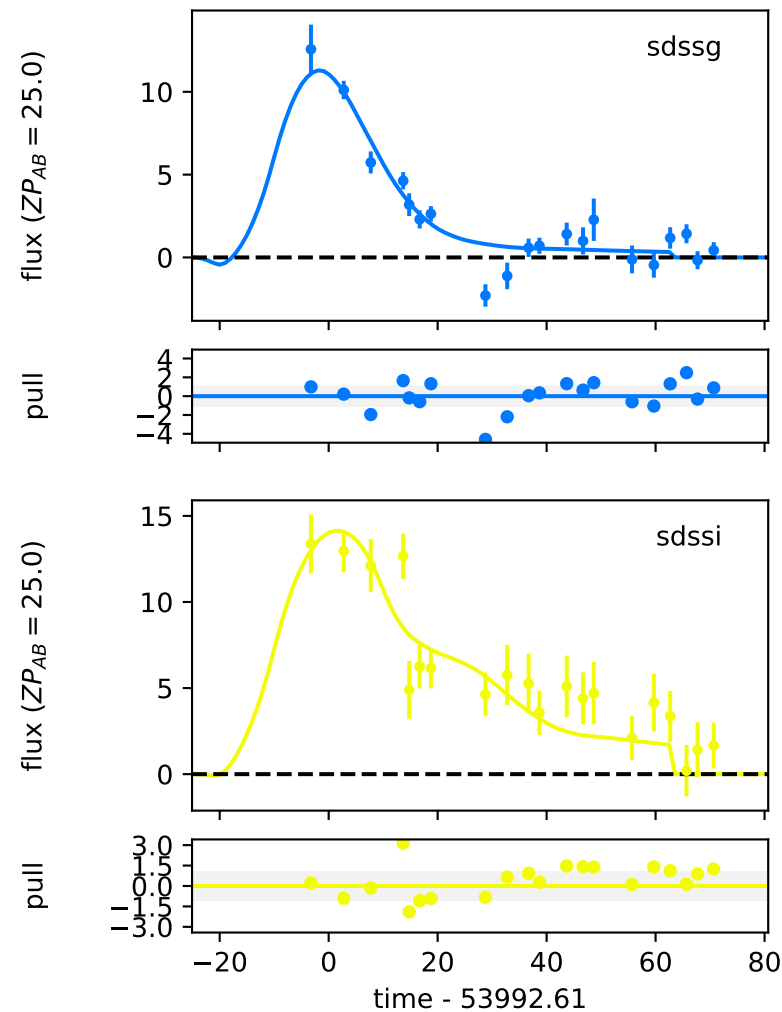 sdssg
flux (ZP_AB = 25.0)
10
5
0
pull
4
2
0
−2
−4
sdssi
flux (ZP_AB = 25.0)
15
10
5
0
pull
3.0
1.5
0.0
−1.5
−3.0
−20 0 20 40 60 80
time - 53992.61